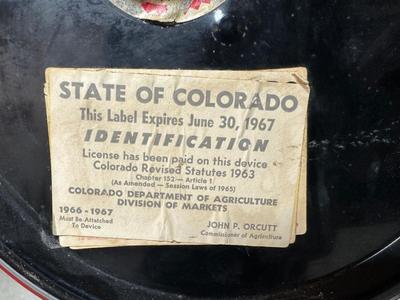 STATE OF COLORADO
This Label Expires June 30, 1967
IDENTIFICATION
License has been paid on this device
Colorado Revised Statutes 1963
Chapter 152—Article 1
(As Amended — Session Laws of 1965)
COLORADO DEPARTMENT OF AGRICULTURE
DIVISION OF MARKETS
1966 - 1967
Must Be Attatched
To Device
JOHN P. ORCUTT
Commissioner of Agriculture